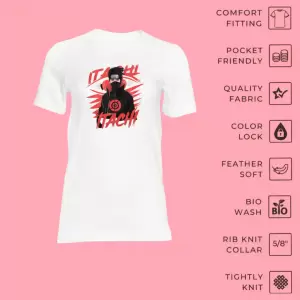 ITACHI
ITACHI
COMFORT
FITTING
POCKET
FRIENDLY
QUALITY
FABRIC
COLOR
LOCK
FEATHER
SOFT
BIO
WASH
BIO
RIB KNIT
COLLAR
5/8"
TIGHTLY
KNIT